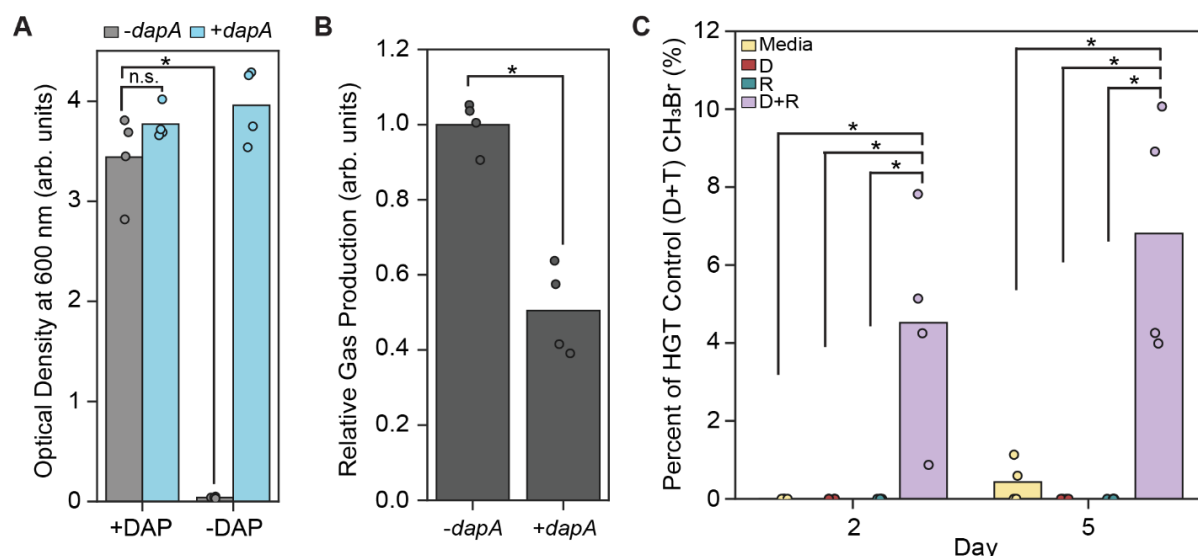 A
-dapA
+dapA
Optical Density at 600 nm (arb. units)
4
3
2
1
0
*
n.s.
+DAP
-DAP
B
Relative Gas Production (arb. units)
1.2
1.0
0.8
0.6
0.4
0.2
0.0
*
-dapA
+dapA
C
Percent of HGT Control (D+T) CH₃Br (%)
12
10
8
6
4
2
0
Media
D
R
D+R
*
*
*
*
*
*
2
5
Day